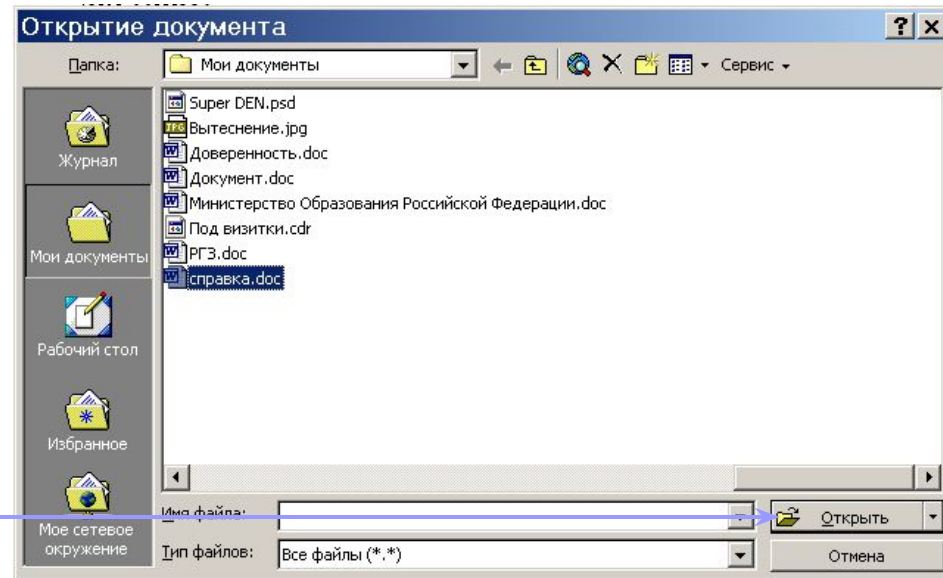 Открытие документа
Папка: Мои документы Сервис
Super DEN.psd
Вытеснение.jpg
Доверенность.doc
Документ.doc
Министерство Образования Российской Федерации.doc
Под визитки.cdr
РГЗ.doc
справка.doc
Журнал
Мои документы
Рабочий стол
Избранное
Мое сетевое
окружение
Имя файла:
Открыть
Тип файлов: Все файлы (*.*)
Отмена